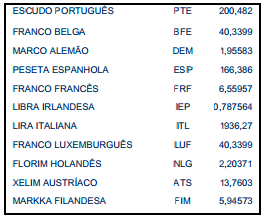 ESCUDO PORTUGUÊS PTE 200,482
FRANCO BELGA BFE 40,3399
MARCO ALEMÃO DEM 1,95583
PESETA ESPANHOLA ESP 166,386
FRANCO FRANCÊS FRF 6,55957
LIBRA IRLANDESA IEP 0,787564
LIRA ITALIANA ITL 1936,27
FRANCO LUXEMBURGUÊS LUF 40,3399
FLORIM HOLANDÊS NLG 2,20371
XELIM AUSTRÍACO ATS 13,7603
MARKKA FILANDESA FIM 5,94573